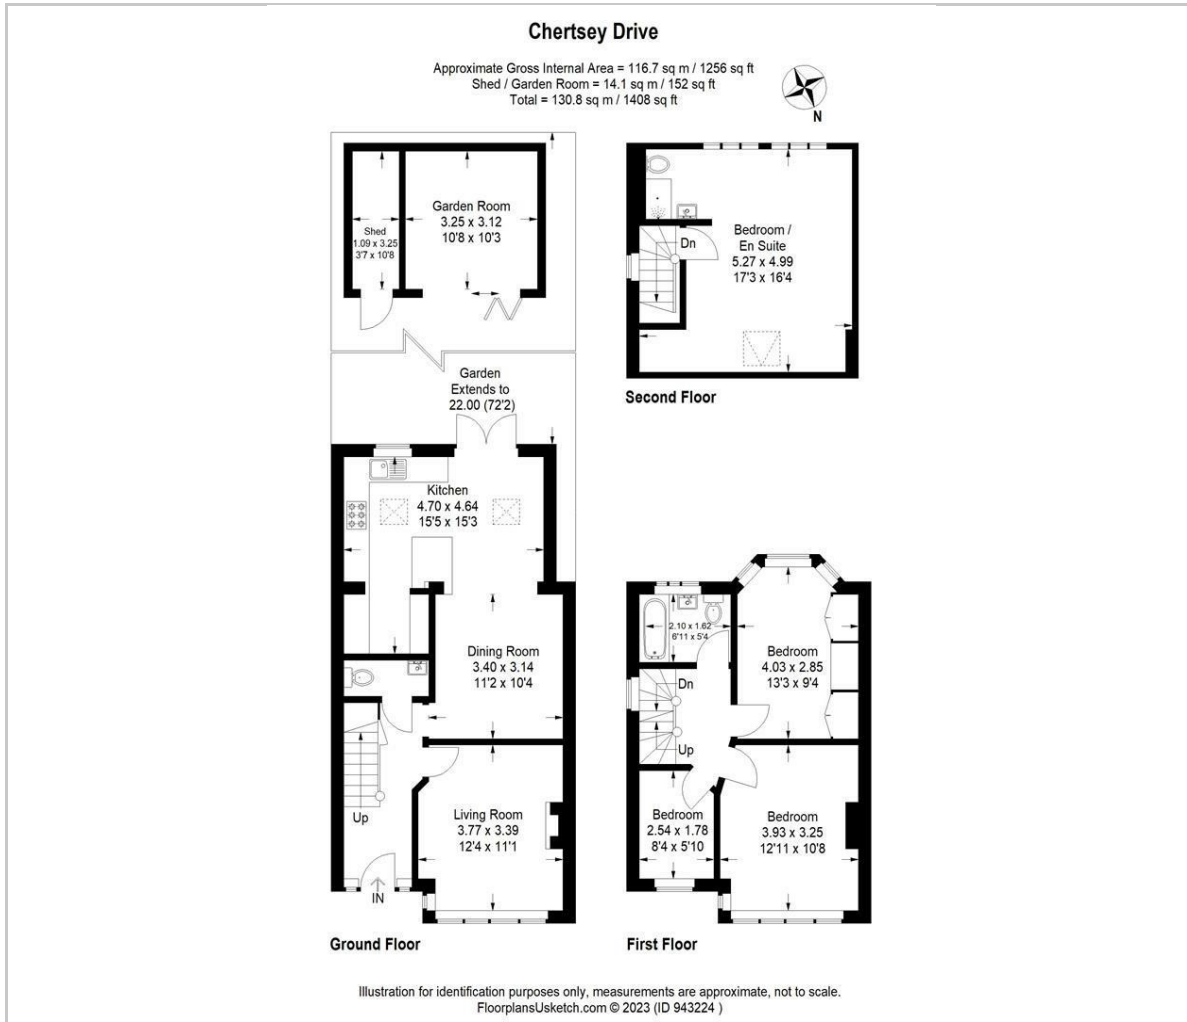 Chertsey Drive
Approximate Gross Internal Area = 116.7 sq m / 1256 sq ft
Shed / Garden Room = 14.1 sq m / 152 sq ft
Total = 130.8 sq m / 1408 sq ft
N
Shed
1.09 x 3.25
3'7 x 10'8
Garden Room
3.25 x 3.12
10'8 x 10'3
Garden
Extends to
22.00 (72'2)
Kitchen
4.70 x 4.64
15'5 x 15'3
Dining Room
3.40 x 3.14
11'2 x 10'4
Living Room
3.77 x 3.39
12'4 x 11'1
Up
IN
Ground Floor
Dn
Bedroom /
En Suite
5.27 x 4.99
17'3 x 16'4
Second Floor
2.10 x 1.62
6'11 x 5'4
Bedroom
4.03 x 2.85
13'3 x 9'4
Dn
Up
Bedroom
2.54 x 1.78
8'4 x 5'10
Bedroom
3.93 x 3.25
12'11 x 10'8
First Floor
Illustration for identification purposes only, measurements are approximate, not to scale.
FloorplansUsketch.com © 2023 (ID 943224 )